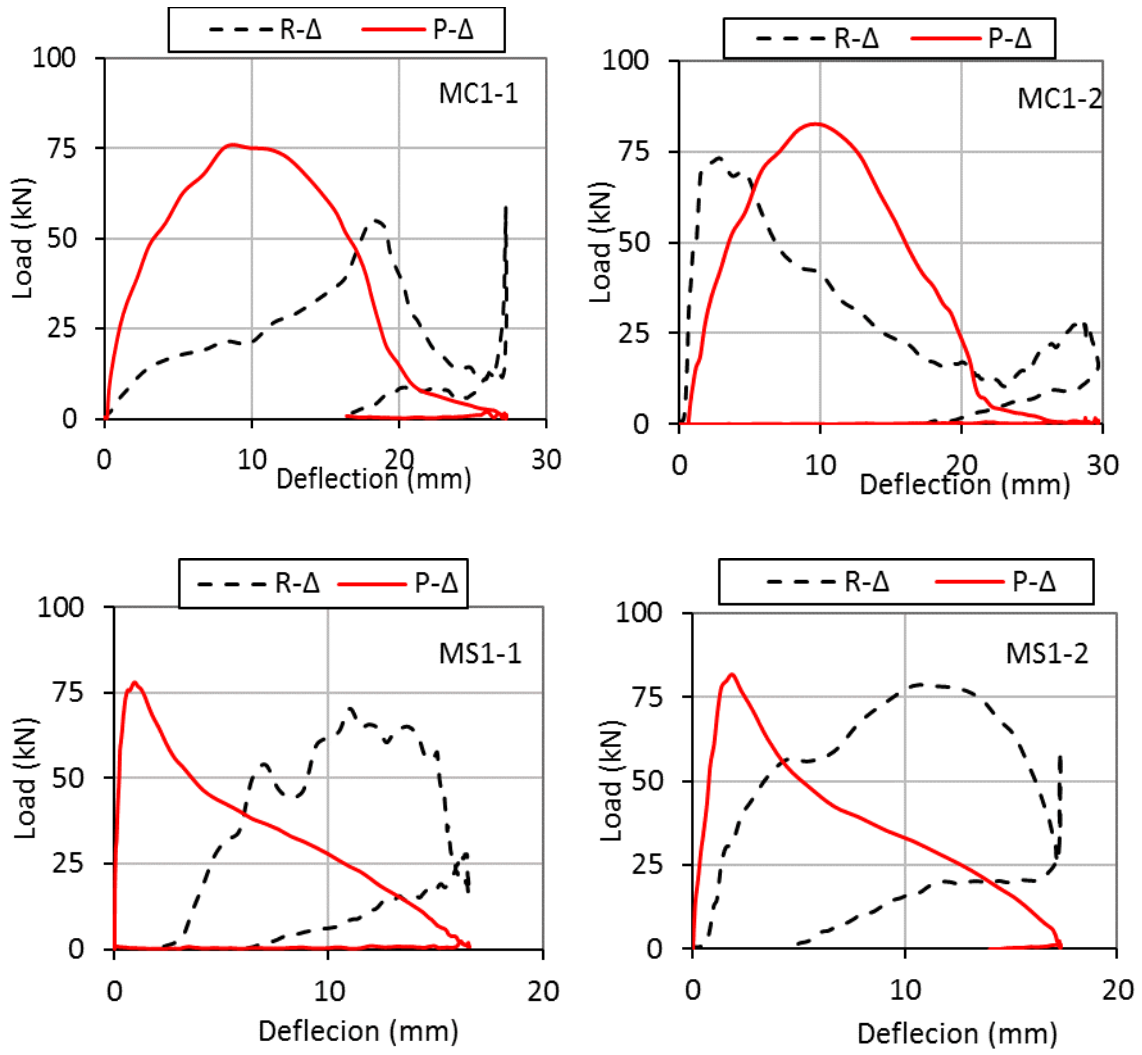 R-Δ P-Δ
100
75
50
25
0
Load (kN)
MC1-1
0 10 20 30
Deflection (mm)
R-Δ P-Δ
100
75
50
25
0
Load (kN)
MC1-2
0 10 20 30
Deflection (mm)
R-Δ P-Δ
100
75
50
25
0
Load (kN)
MS1-1
0 10 20
Deflecion (mm)
R-Δ P-Δ
100
75
50
25
0
Load (kN)
MS1-2
0 10 20
Deflecion (mm)